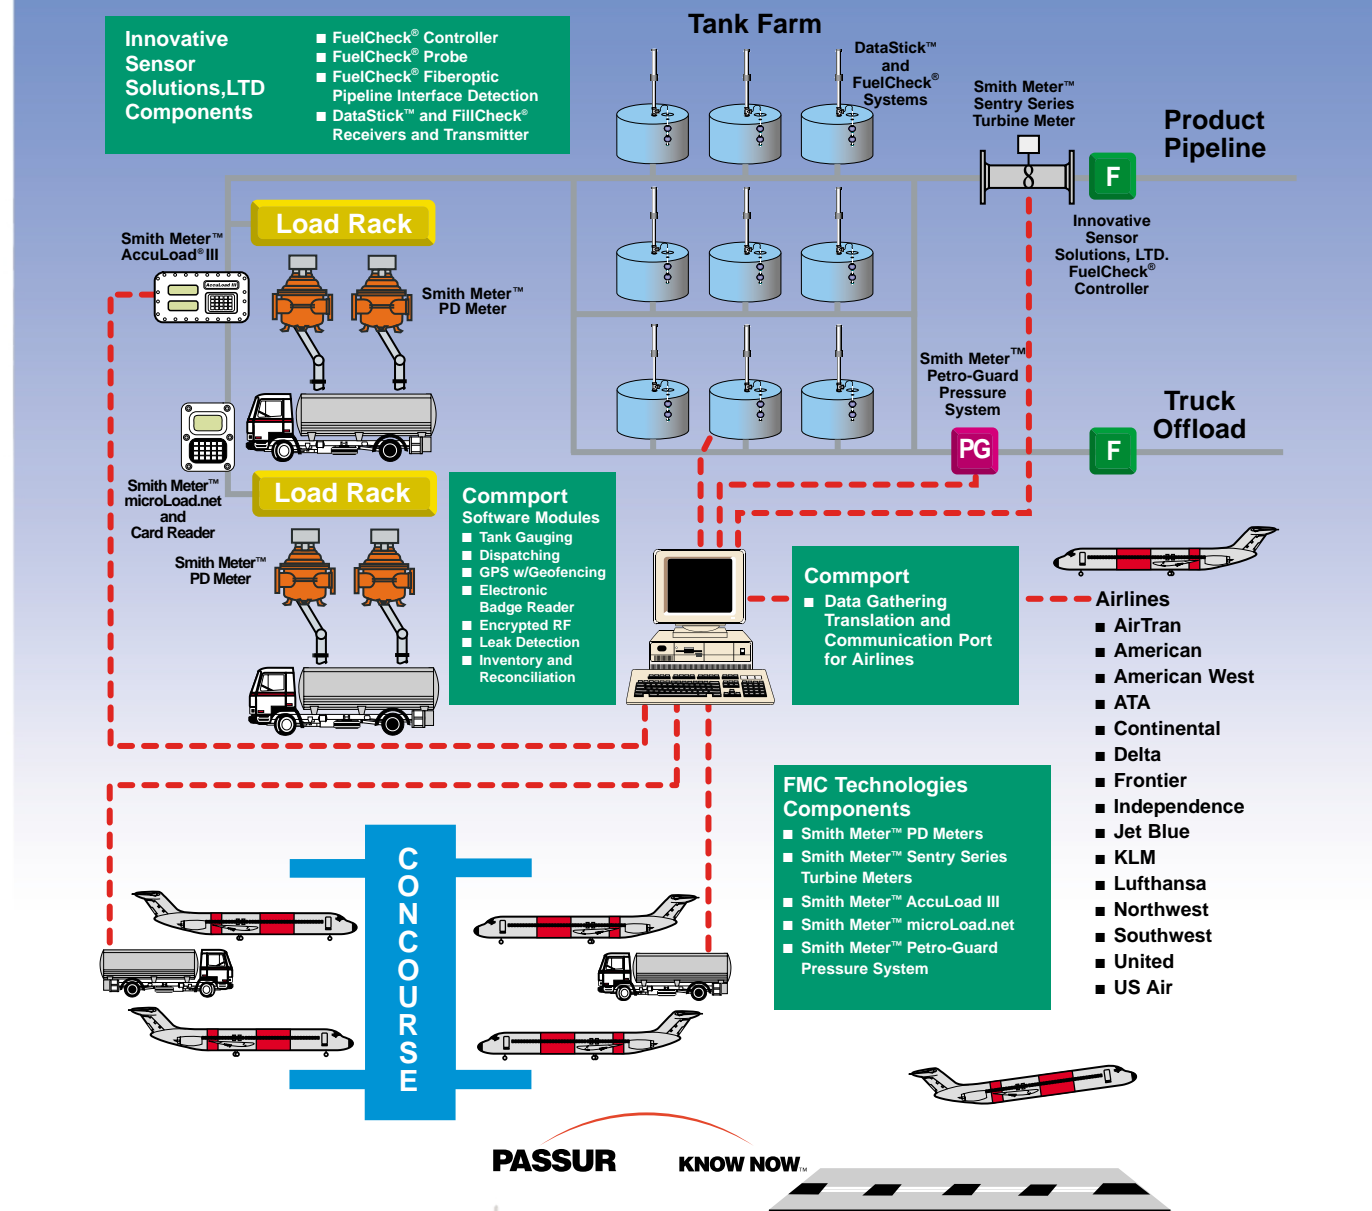 Innovative
Sensor
Solutions,LTD
Components
■ FuelCheck® Controller
■ FuelCheck® Probe
■ FuelCheck® Fiberoptic
Pipeline Interface Detection
■ DataStick™ and FillCheck®
Receivers and Transmitter
Tank Farm
DataStick™
and
FuelCheck®
Systems
Smith Meter™
Sentry Series
Turbine Meter
Product
Pipeline
F
Innovative
Sensor
Solutions, LTD.
FuelCheck®
Controller
Load Rack
Smith Meter™
AccuLoad® III
AccuLoad III
Smith Meter™
PD Meter
Smith Meter™
Petro-Guard
Pressure
System
Truck
Offload
PG
F
Smith Meter™
microLoad.net
and
Card Reader
Load Rack
Smith Meter™
PD Meter
Commport
Software Modules
■ Tank Gauging
■ Dispatching
■ GPS w/Geofencing
■ Electronic
Badge Reader
■ Encrypted RF
■ Leak Detection
■ Inventory and
Reconciliation
Commport
■ Data Gathering
Translation and
Communication Port
for Airlines
Airlines
■ AirTran
■ American
■ American West
■ ATA
■ Continental
■ Delta
■ Frontier
■ Independence
■ Jet Blue
■ KLM
■ Lufthansa
■ Northwest
■ Southwest
■ United
■ US Air
FMC Technologies
Components
■ Smith Meter™ PD Meters
■ Smith Meter™ Sentry Series
Turbine Meters
■ Smith Meter™ AccuLoad III
■ Smith Meter™ microLoad.net
■ Smith Meter™ Petro-Guard
Pressure System
CONCOURSE
PASSUR
KNOW NOW™